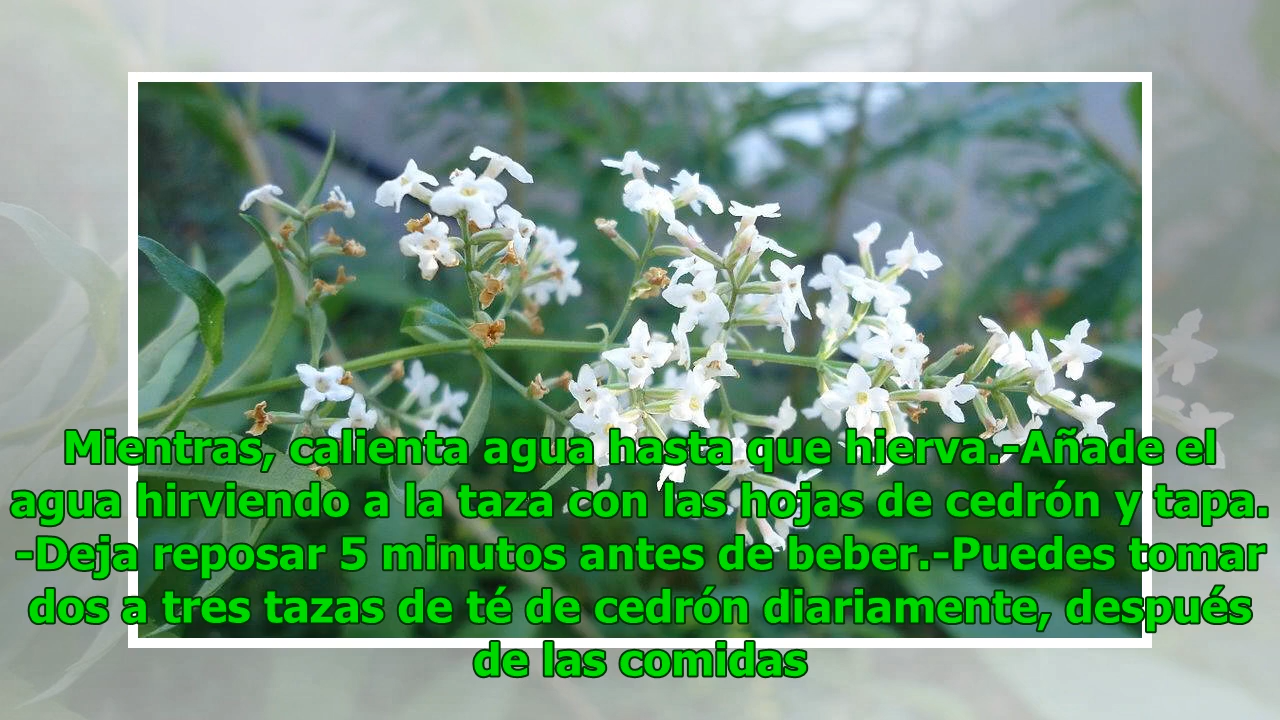 Mientras, calienta agua hasta que hierva.-Añade el
agua hirviendo a la taza con las hojas de cedrón y tapa.
-Deja reposar 5 minutos antes de beber.-Puedes tomar
dos a tres tazas de té de cedrón diariamente, después
de las comidas